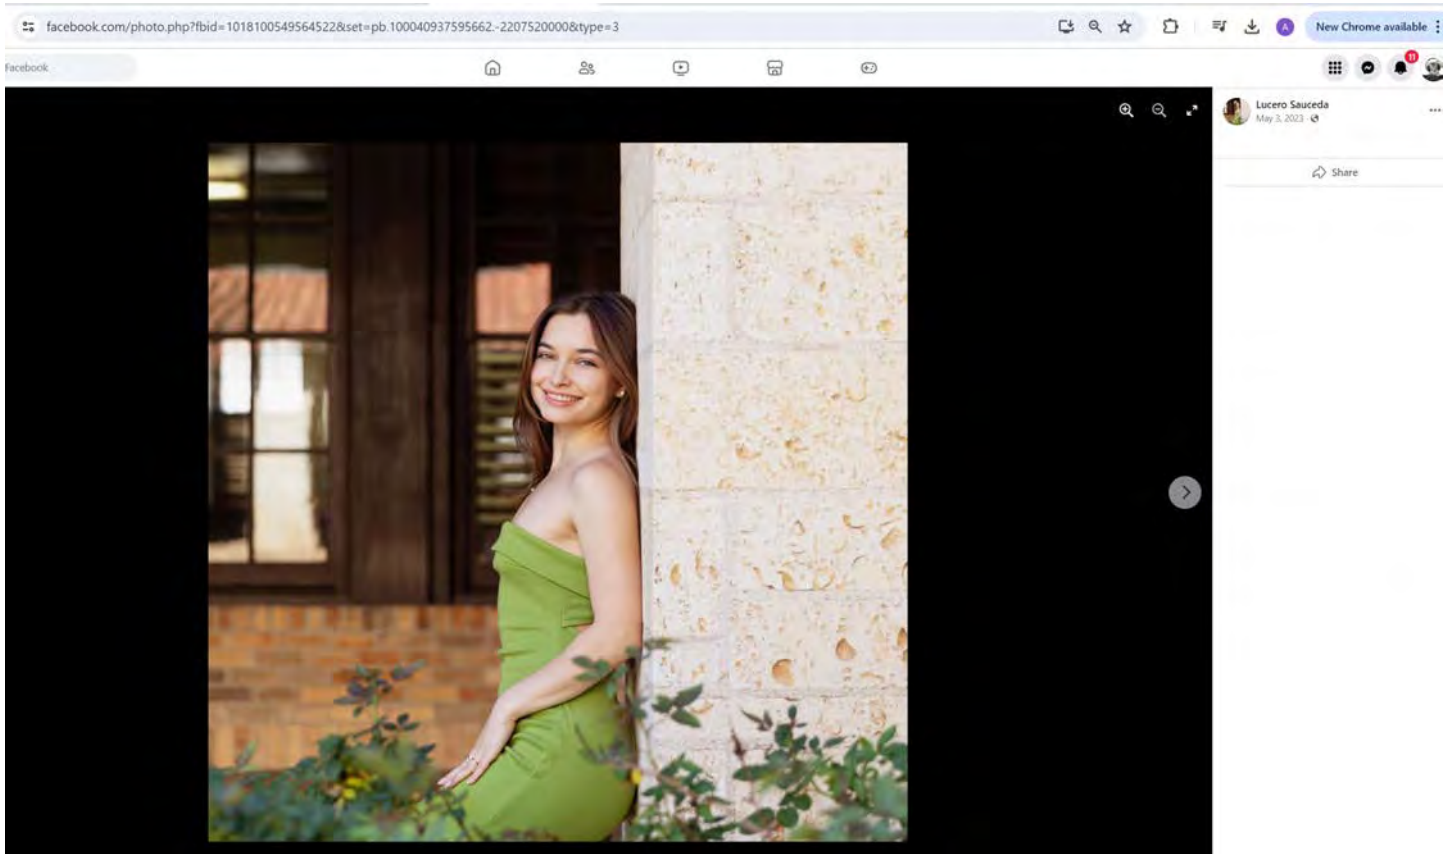 facebook.com/photo.php?fbid=1018100549564522&set=pb.100040937595662.-2207520000&type=3
A
New Chrome available
Facebook
11
Lucero Sauceda
May 3, 2023 ·
Share